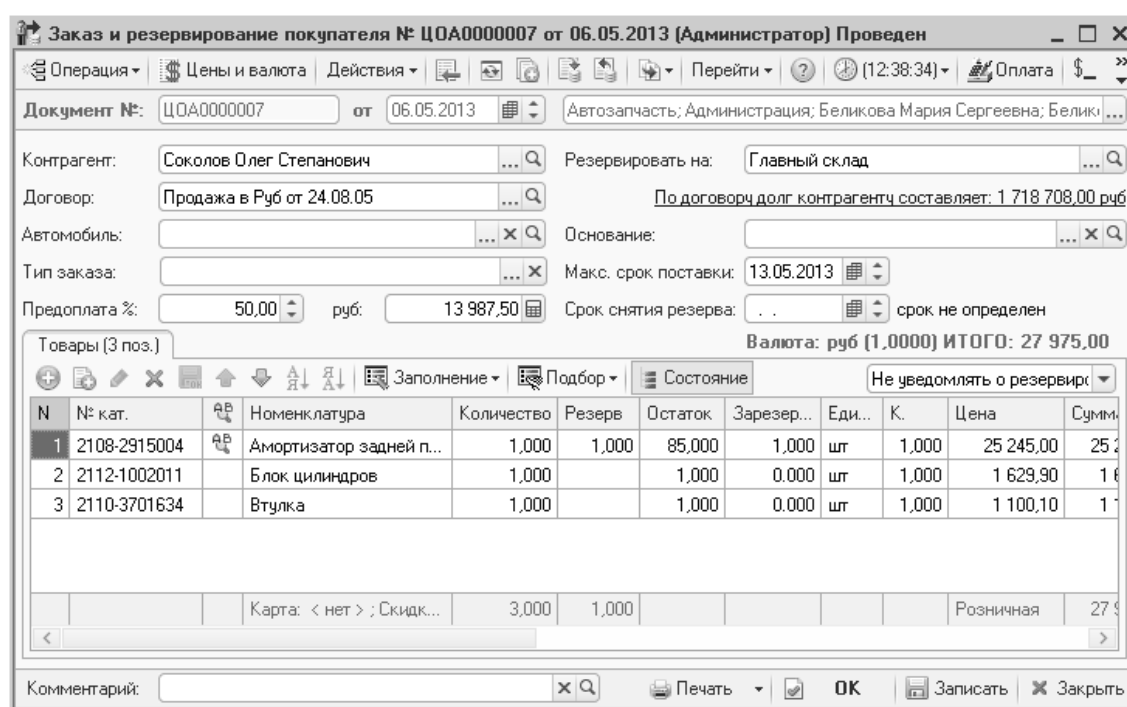 Заказ и резервирование покупателя № ЦОА0000007 от 06.05.2013 (Администратор) Проведен
Операция Цены и валюта Действия Перейти (12:38:34) Оплата $_ »
Документ №: ЦОА0000007 от 06.05.2013 Автозапчасть; Администрация; Беликова Мария Сергеевна; Белик ...
Контрагент: Соколов Олег Степанович ... Резервировать на: Главный склад ...
Договор: Продажа в Руб от 24.08.05 ... По договору долг контрагенту составляет: 1 718 708,00 руб
Автомобиль: ... Основание: ...
Тип заказа: ... Макс. срок поставки: 13.05.2013
Предоплата %: 50,00 руб: 13 987,50 Срок снятия резерва: . . срок не определен
Товары (3 поз.) Валюта: руб (1,0000) ИТОГО: 27 975,00
Заполнение Подбор Состояние Не уведомлять о резервир
N № кат. Номенклатура Количество Резерв Остаток Зарезер... Еди... К. Цена Сумм
1 2108-2915004 Амортизатор задней п... 1,000 1,000 85,000 1,000 шт 1,000 25 245,00 25
2 2112-1002011 Блок цилиндров 1,000 1,000 0.000 шт 1,000 1 629,90 1
3 2110-3701634 Втулка 1,000 1,000 0.000 шт 1,000 1 100,10 1
Карта: < нет > ; Скидк... 3,000 1,000 Розничная 27
Комментарий: Печать OK Записать Закрыть